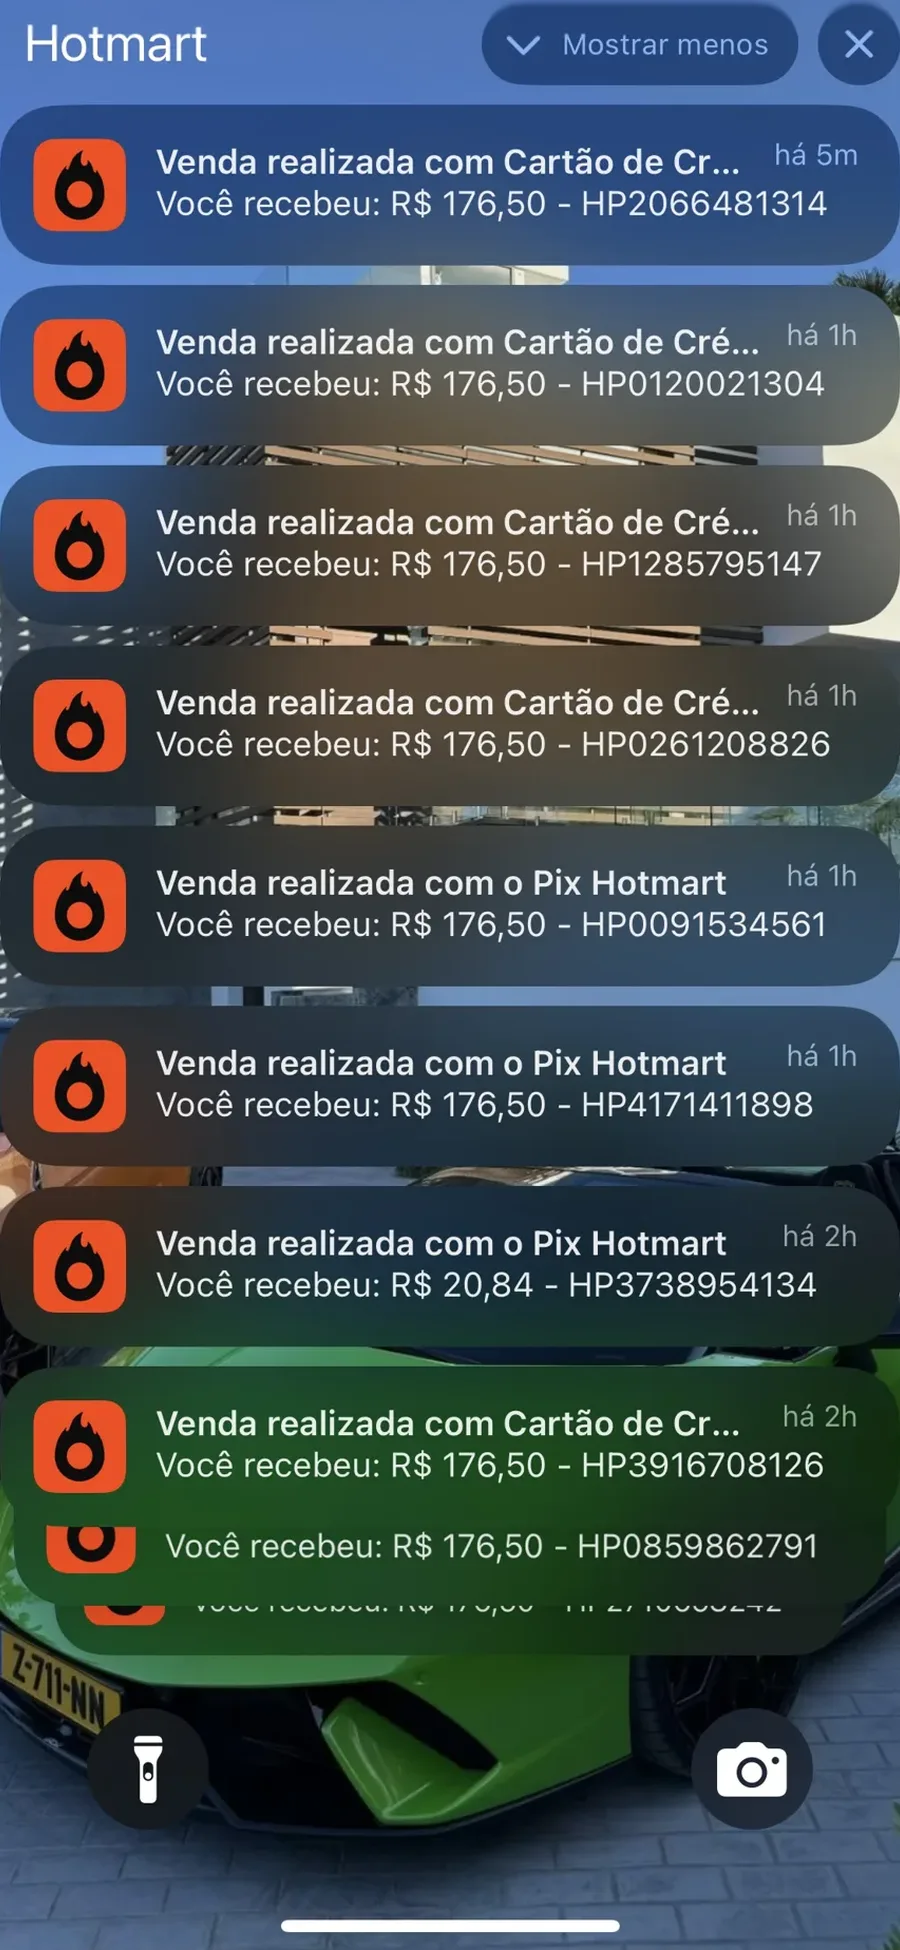 Hotmart
Mostrar menos
Venda realizada com Cartão de Cr... há 5m
Você recebeu: R$ 176,50 - HP2066481314
Venda realizada com Cartão de Cré... há 1h
Você recebeu: R$ 176,50 - HP0120021304
Venda realizada com Cartão de Cré... há 1h
Você recebeu: R$ 176,50 - HP1285795147
Venda realizada com Cartão de Cré... há 1h
Você recebeu: R$ 176,50 - HP0261208826
Venda realizada com o Pix Hotmart há 1h
Você recebeu: R$ 176,50 - HP0091534561
Venda realizada com o Pix Hotmart há 1h
Você recebeu: R$ 176,50 - HP4171411898
Venda realizada com o Pix Hotmart há 2h
Você recebeu: R$ 20,84 - HP3738954134
Venda realizada com Cartão de Cr... há 2h
Você recebeu: R$ 176,50 - HP3916708126
Você recebeu: R$ 176,50 - HP0859862791
Z-711-NN